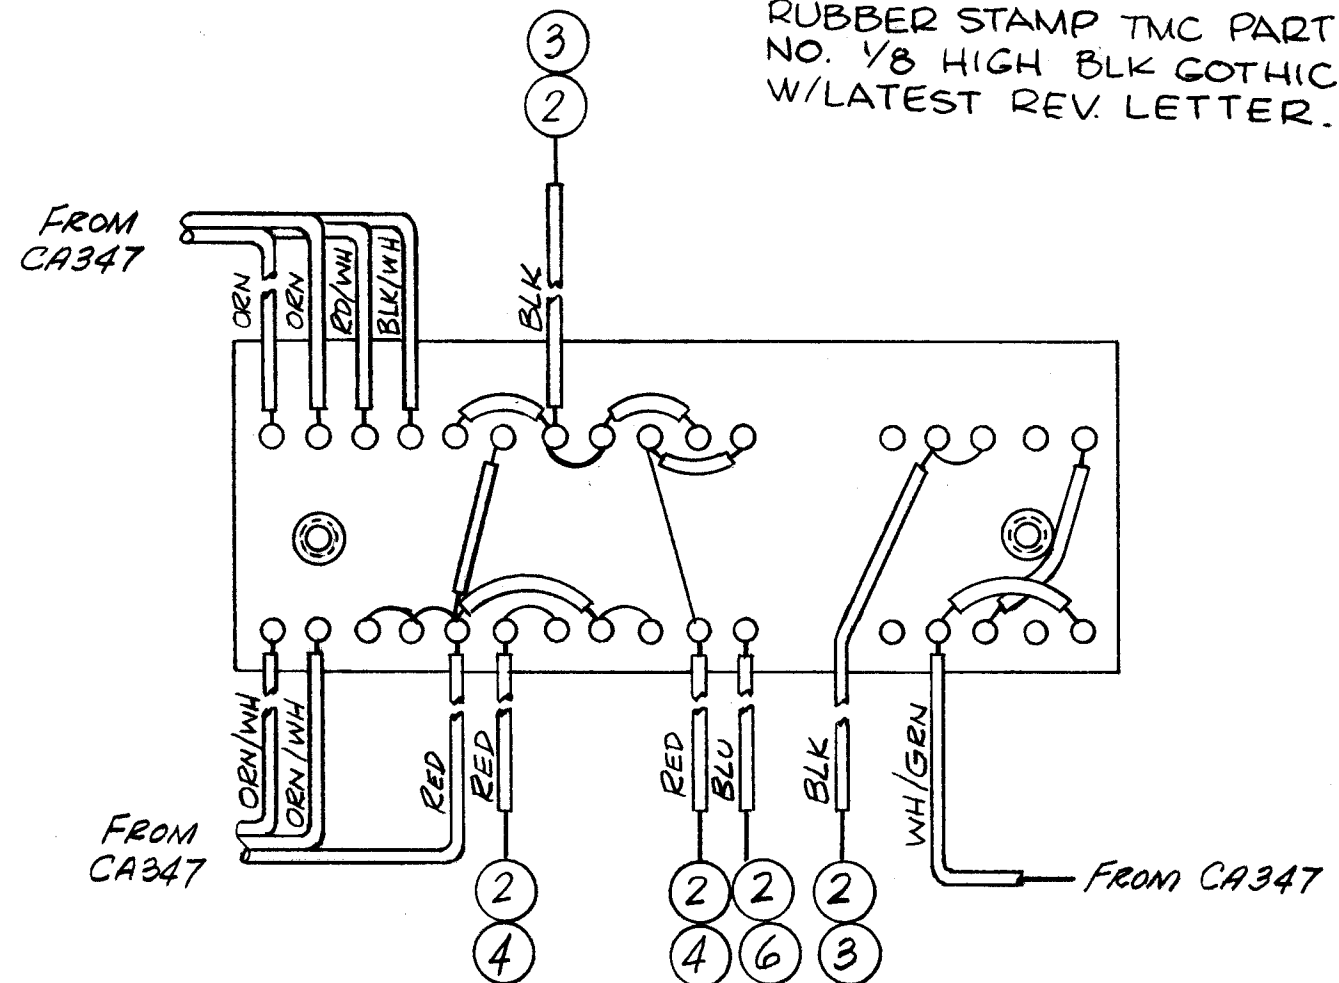 RUBBER STAMP TMC PART
NO. 1/8 HIGH BLK GOTHIC
W/LATEST REV. LETTER.
3
2
FROM
CA347
ORN
ORN
RD/WH
BLK/WH
BLK
ORN/WH
ORN/WH
RED
RED
RED
BLU
BLK
WH/GRN
FROM
CA347
FROM CA347
2
4
2
4
2
6
2
3